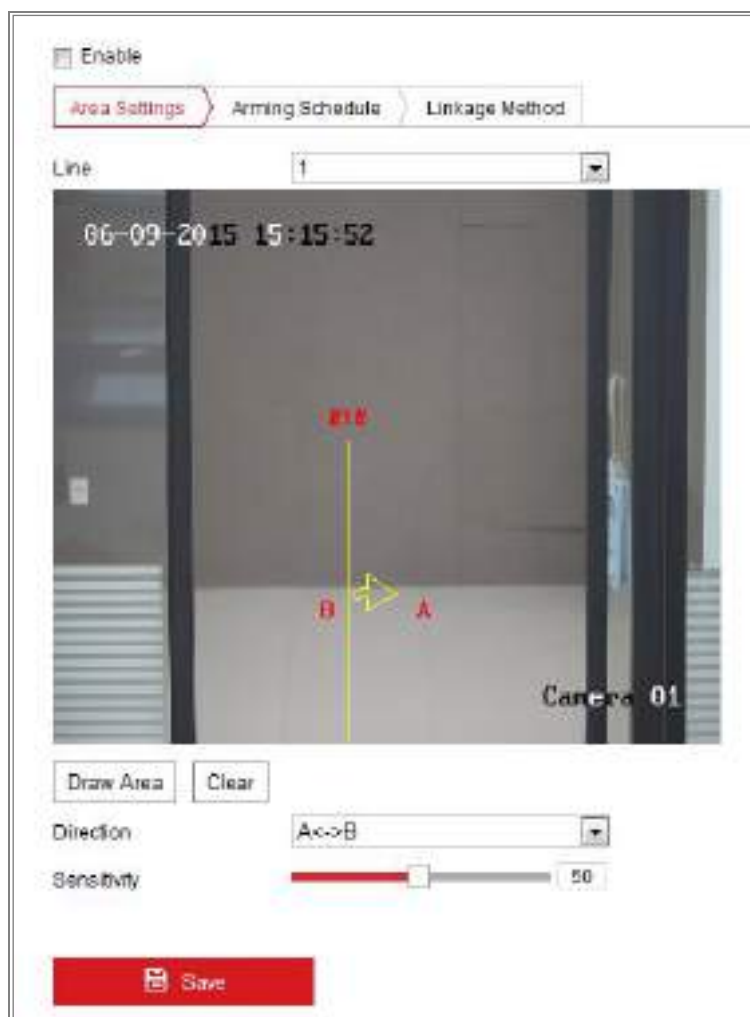 Enable
Area Settings Arming Schedule Linkage Method
Line 1
06-09-2015 15:15:52
#1#
B A
Camera 01
Draw Area Clear
Direction A<->B
Sensitivity 50
Save